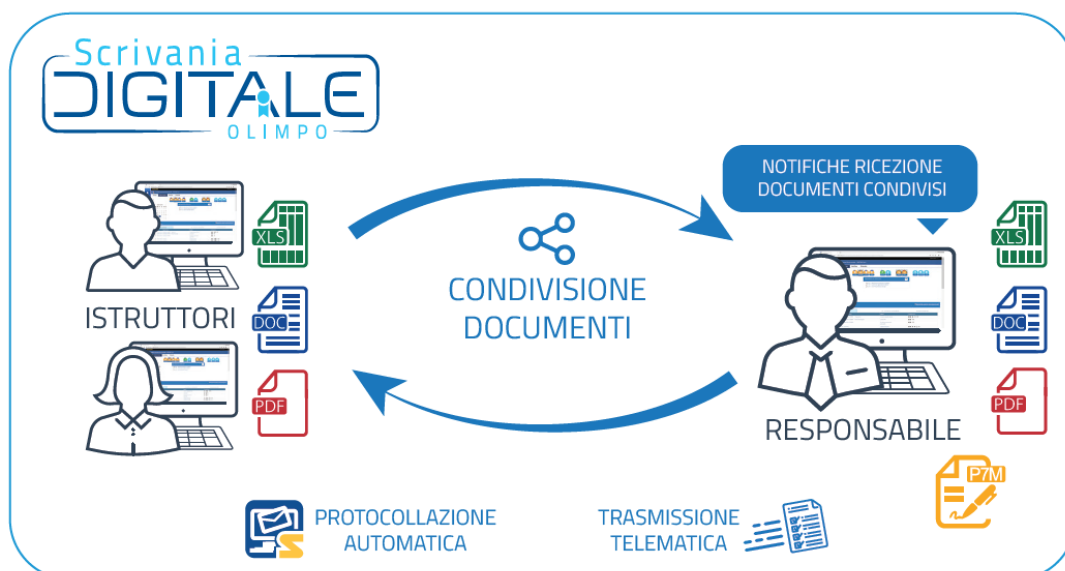 Scrivania
DIGITALE
OLIMPO
NOTIFICHE RICEZIONE
DOCUMENTI CONDIVISI
XLS
DOC
PDF
ISTRUTTORI
CONDIVISIONE
DOCUMENTI
XLS
DOC
PDF
RESPONSABILE
P7M
PROTOCOLLAZIONE
AUTOMATICA
TRASMISSIONE
TELEMATICA